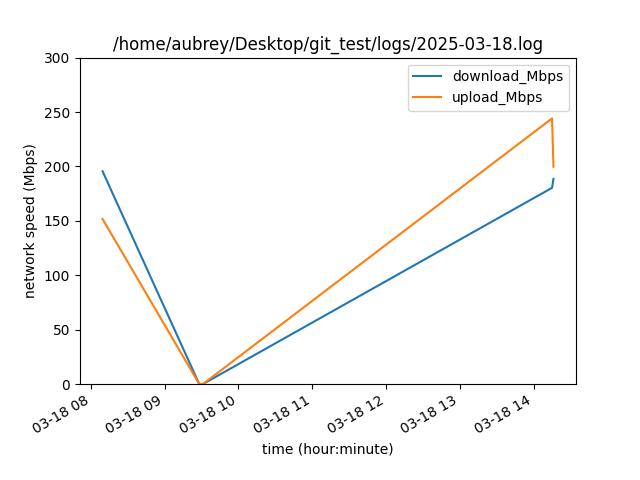 /home/aubrey/Desktop/git_test/logs/2025-03-18.log
download_Mbps
upload_Mbps
network speed (Mbps)
300
250
200
150
100
50
0
03-18 08
03-18 09
03-18 10
03-18 11
03-18 12
03-18 13
03-18 14
time (hour:minute)